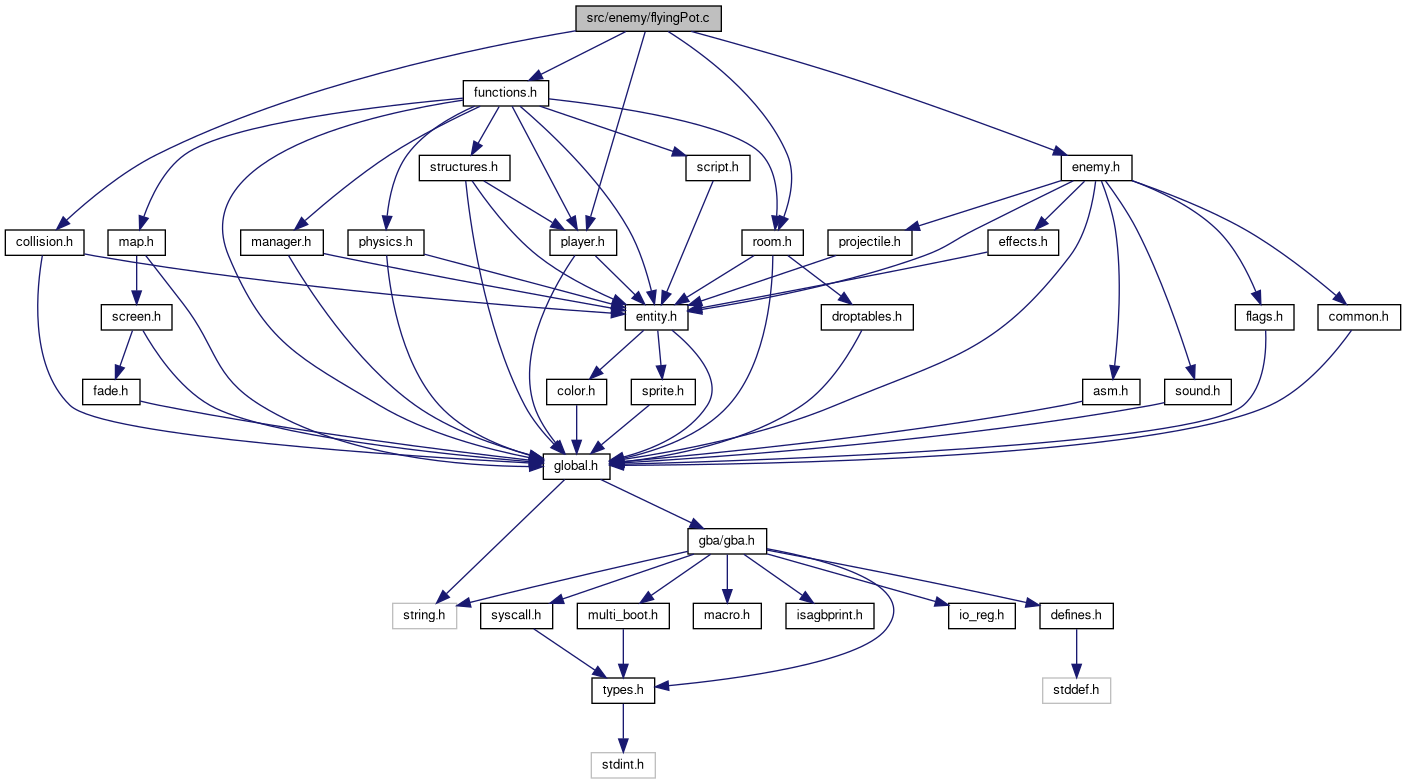 src/enemy/flyingPot.c
functions.h
structures.h
script.h
enemy.h
collision.h
map.h
manager.h
physics.h
player.h
room.h
projectile.h
effects.h
screen.h
entity.h
droptables.h
flags.h
common.h
fade.h
color.h
sprite.h
asm.h
sound.h
global.h
gba/gba.h
string.h
syscall.h
multi_boot.h
macro.h
isagbprint.h
io_reg.h
defines.h
types.h
stddef.h
stdint.h